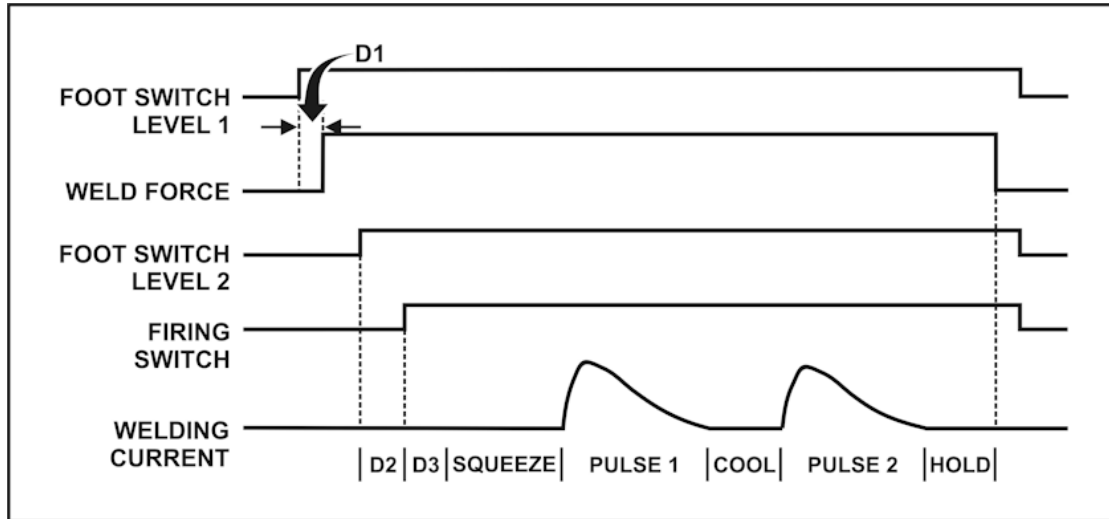 D1
FOOT SWITCH
LEVEL 1
WELD FORCE
FOOT SWITCH
LEVEL 2
FIRING
SWITCH
WELDING
CURRENT
D2 D3 SQUEEZE PULSE 1 COOL PULSE 2 HOLD